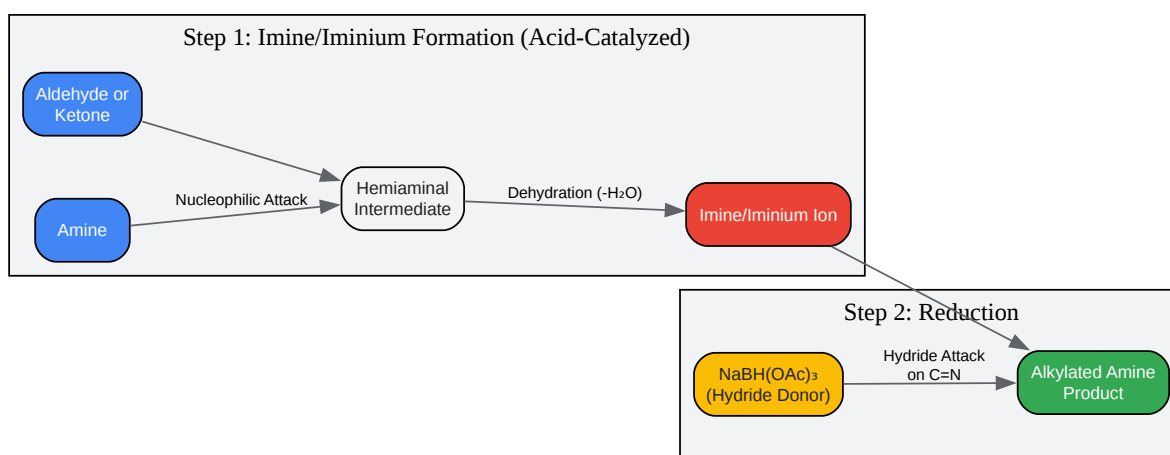 Step 1: Imine/Iminium Formation (Acid-Catalyzed)
Aldehyde or
Ketone
Amine
Nucleophilic Attack
Hemiaminal
Intermediate
Dehydration (-H₂O)
Imine/Iminium Ion
Step 2: Reduction
NaBH(OAc)₃
(Hydride Donor)
Hydride Attack
on C=N
Alkylated Amine
Product